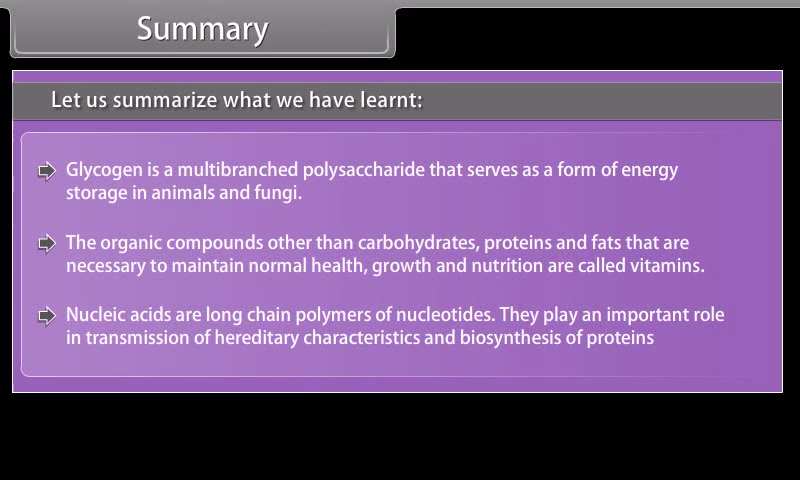 Summary
Let us summarize what we have learnt:
Glycogen is a multibranched polysaccharide that serves as a form of energy
storage in animals and fungi.
The organic compounds other than carbohydrates, proteins and fats that are
necessary to maintain normal health, growth and nutrition are called vitamins.
Nucleic acids are long chain polymers of nucleotides. They play an important role
in transmission of hereditary characteristics and biosynthesis of proteins